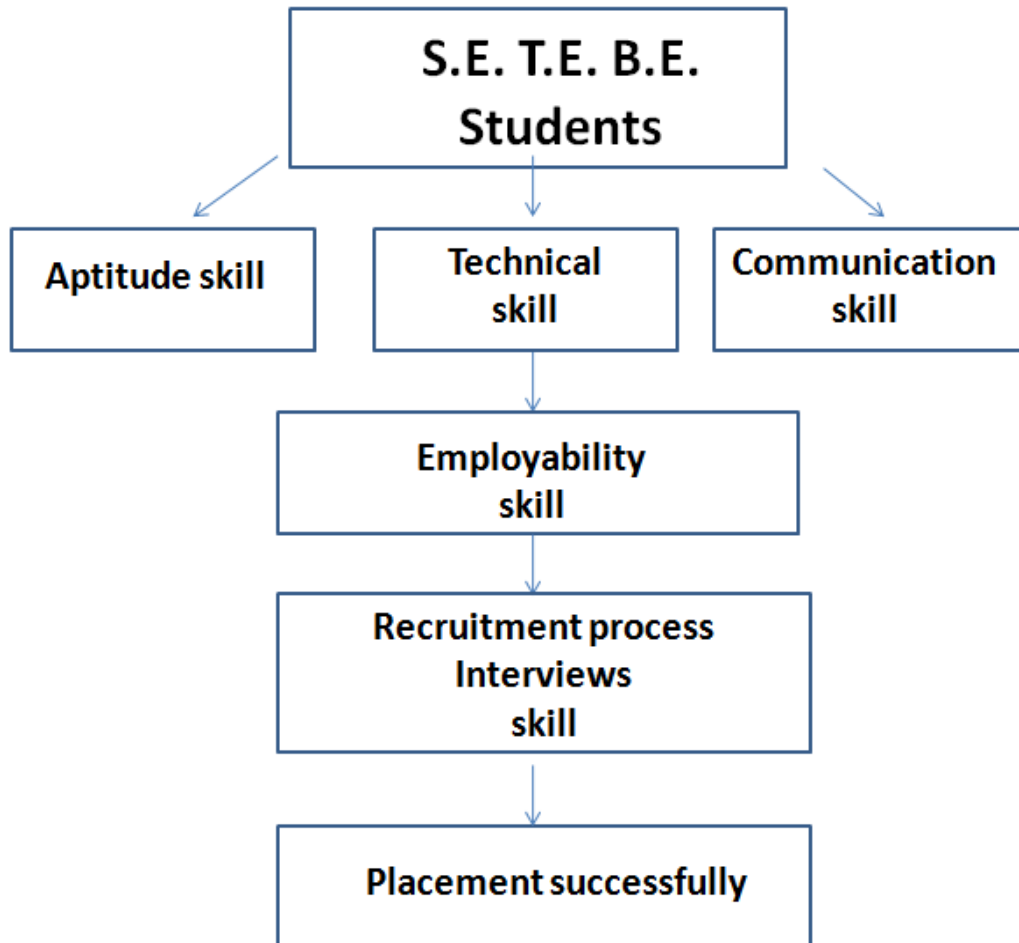 S.E. T.E. B.E.
Students
Aptitude skill
Technical
skill
Communication
skill
Employability
skill
Recruitment process
Interviews
skill
Placement successfully